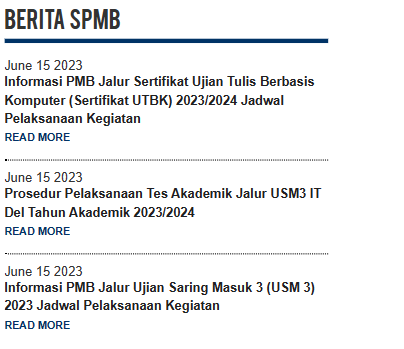 BERITA SPMB
June 15 2023
Informasi PMB Jalur Sertifikat Ujian Tulis Berbasis
Komputer (Sertifikat UTBK) 2023/2024 Jadwal
Pelaksanaan Kegiatan
READ MORE
June 15 2023
Prosedur Pelaksanaan Tes Akademik Jalur USM3 IT
Del Tahun Akademik 2023/2024
READ MORE
June 15 2023
Informasi PMB Jalur Ujian Saring Masuk 3 (USM 3)
2023 Jadwal Pelaksanaan Kegiatan
READ MORE